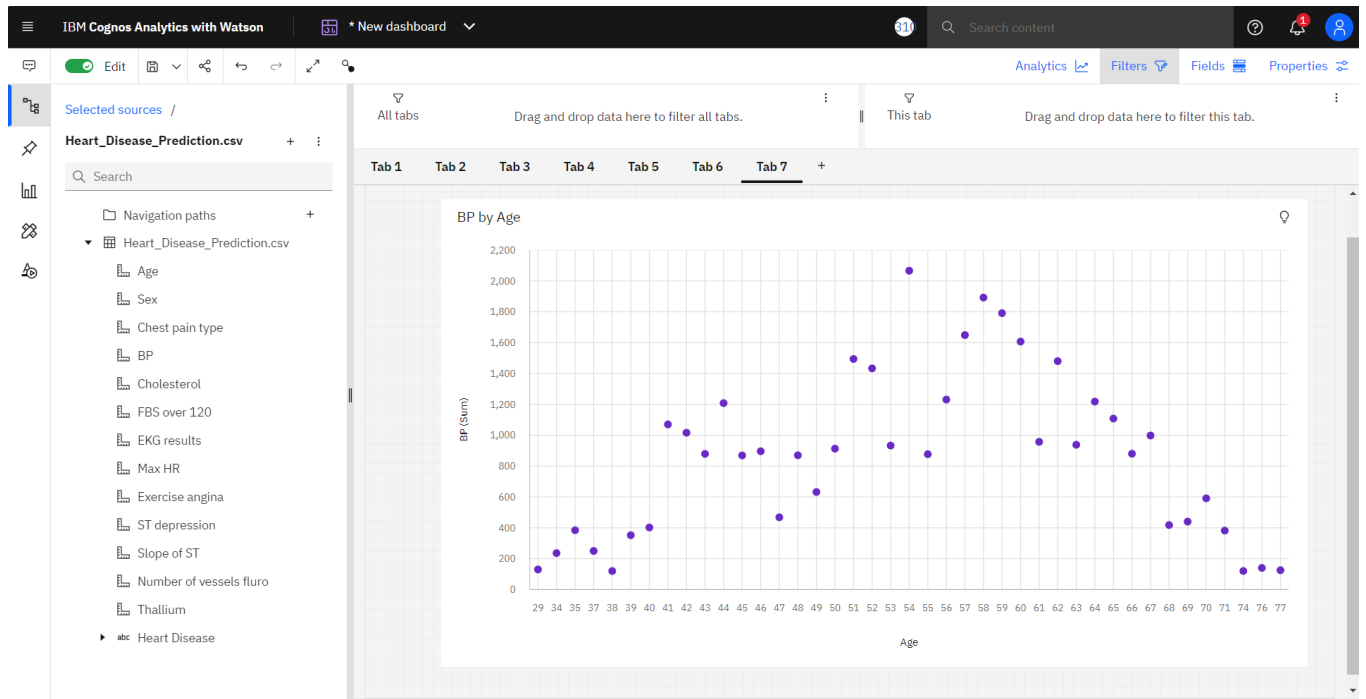 IBM Cognos Analytics with Watson
* New dashboard
310
Search content
1
Edit
Analytics
Filters
Fields
Properties
Selected sources /
Heart_Disease_Prediction.csv
Search
Navigation paths
Heart_Disease_Prediction.csv
Age
Sex
Chest pain type
BP
Cholesterol
FBS over 120
EKG results
Max HR
Exercise angina
ST depression
Slope of ST
Number of vessels fluro
Thallium
abc Heart Disease
All tabs
Drag and drop data here to filter all tabs.
This tab
Drag and drop data here to filter this tab.
Tab 1 Tab 2 Tab 3 Tab 4 Tab 5 Tab 6 Tab 7 +
BP by Age
BP (Sum)
2,200
2,000
1,800
1,600
1,400
1,200
1,000
800
600
400
200
0
29 34 35 37 38 39 40 41 42 43 44 45 46 47 48 49 50 51 52 53 54 55 56 57 58 59 60 61 62 63 64 65 66 67 68 69 70 71 74 76 77
Age